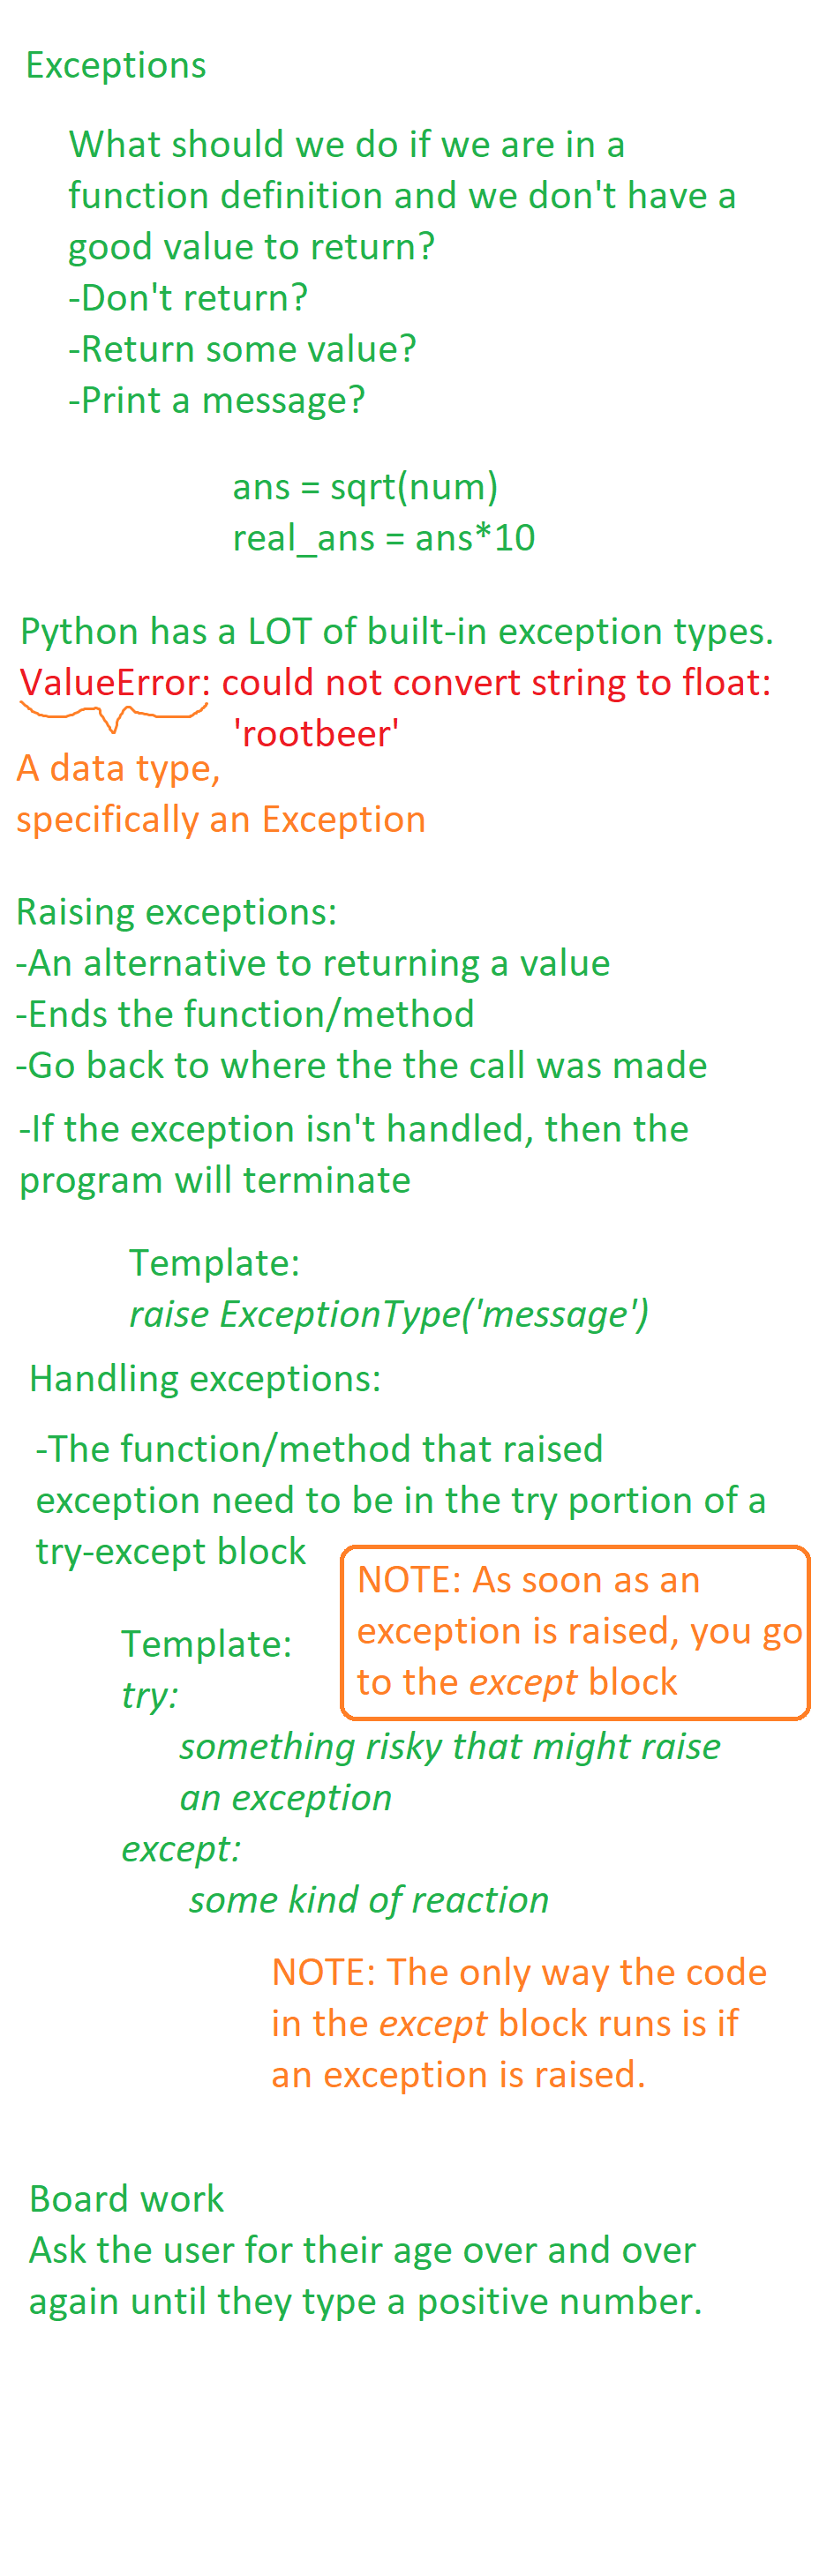 Exceptions
What should we do if we are in a
function definition and we don't have a
good value to return?
-Don't return?
-Return some value?
-Print a message?
ans = sqrt(num)
real_ans = ans*10
Python has a LOT of built-in exception types.
ValueError: could not convert string to float:
'rootbeer'
A data type,
specifically an Exception
Raising exceptions:
-An alternative to returning a value
-Ends the function/method
-Go back to where the the call was made
-If the exception isn't handled, then the
program will terminate
Template:
raise ExceptionType('message')
Handling exceptions:
-The function/method that raised
exception need to be in the try portion of a
try-except block
NOTE: As soon as an
exception is raised, you go
to the except block
Template:
try:
something risky that might raise
an exception
except:
some kind of reaction
NOTE: The only way the code
in the except block runs is if
an exception is raised.
Board work
Ask the user for their age over and over
again until they type a positive number.